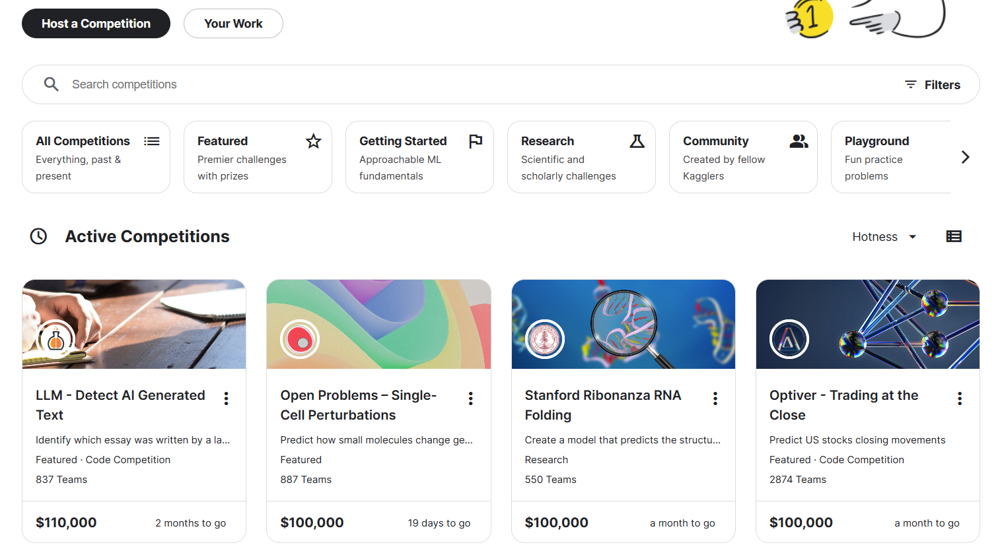 Host a Competition
Your Work
1
Search competitions
Filters
All Competitions
Everything, past &
present
Featured
Premier challenges
with prizes
Getting Started
Approachable ML
fundamentals
Research
Scientific and
scholarly challenges
Community
Created by fellow
Kagglers
Playground
Fun practice
problems
Active Competitions
Hotness
LLM - Detect AI Generated
Text
Identify which essay was written by a la...
Featured · Code Competition
837 Teams
$110,000
2 months to go
Open Problems – Single-
Cell Perturbations
Predict how small molecules change ge...
Featured
887 Teams
$100,000
19 days to go
Stanford Ribonanza RNA
Folding
Create a model that predicts the structu...
Research
550 Teams
$100,000
a month to go
Optiver - Trading at the
Close
Predict US stocks closing movements
Featured · Code Competition
2874 Teams
$100,000
a month to go